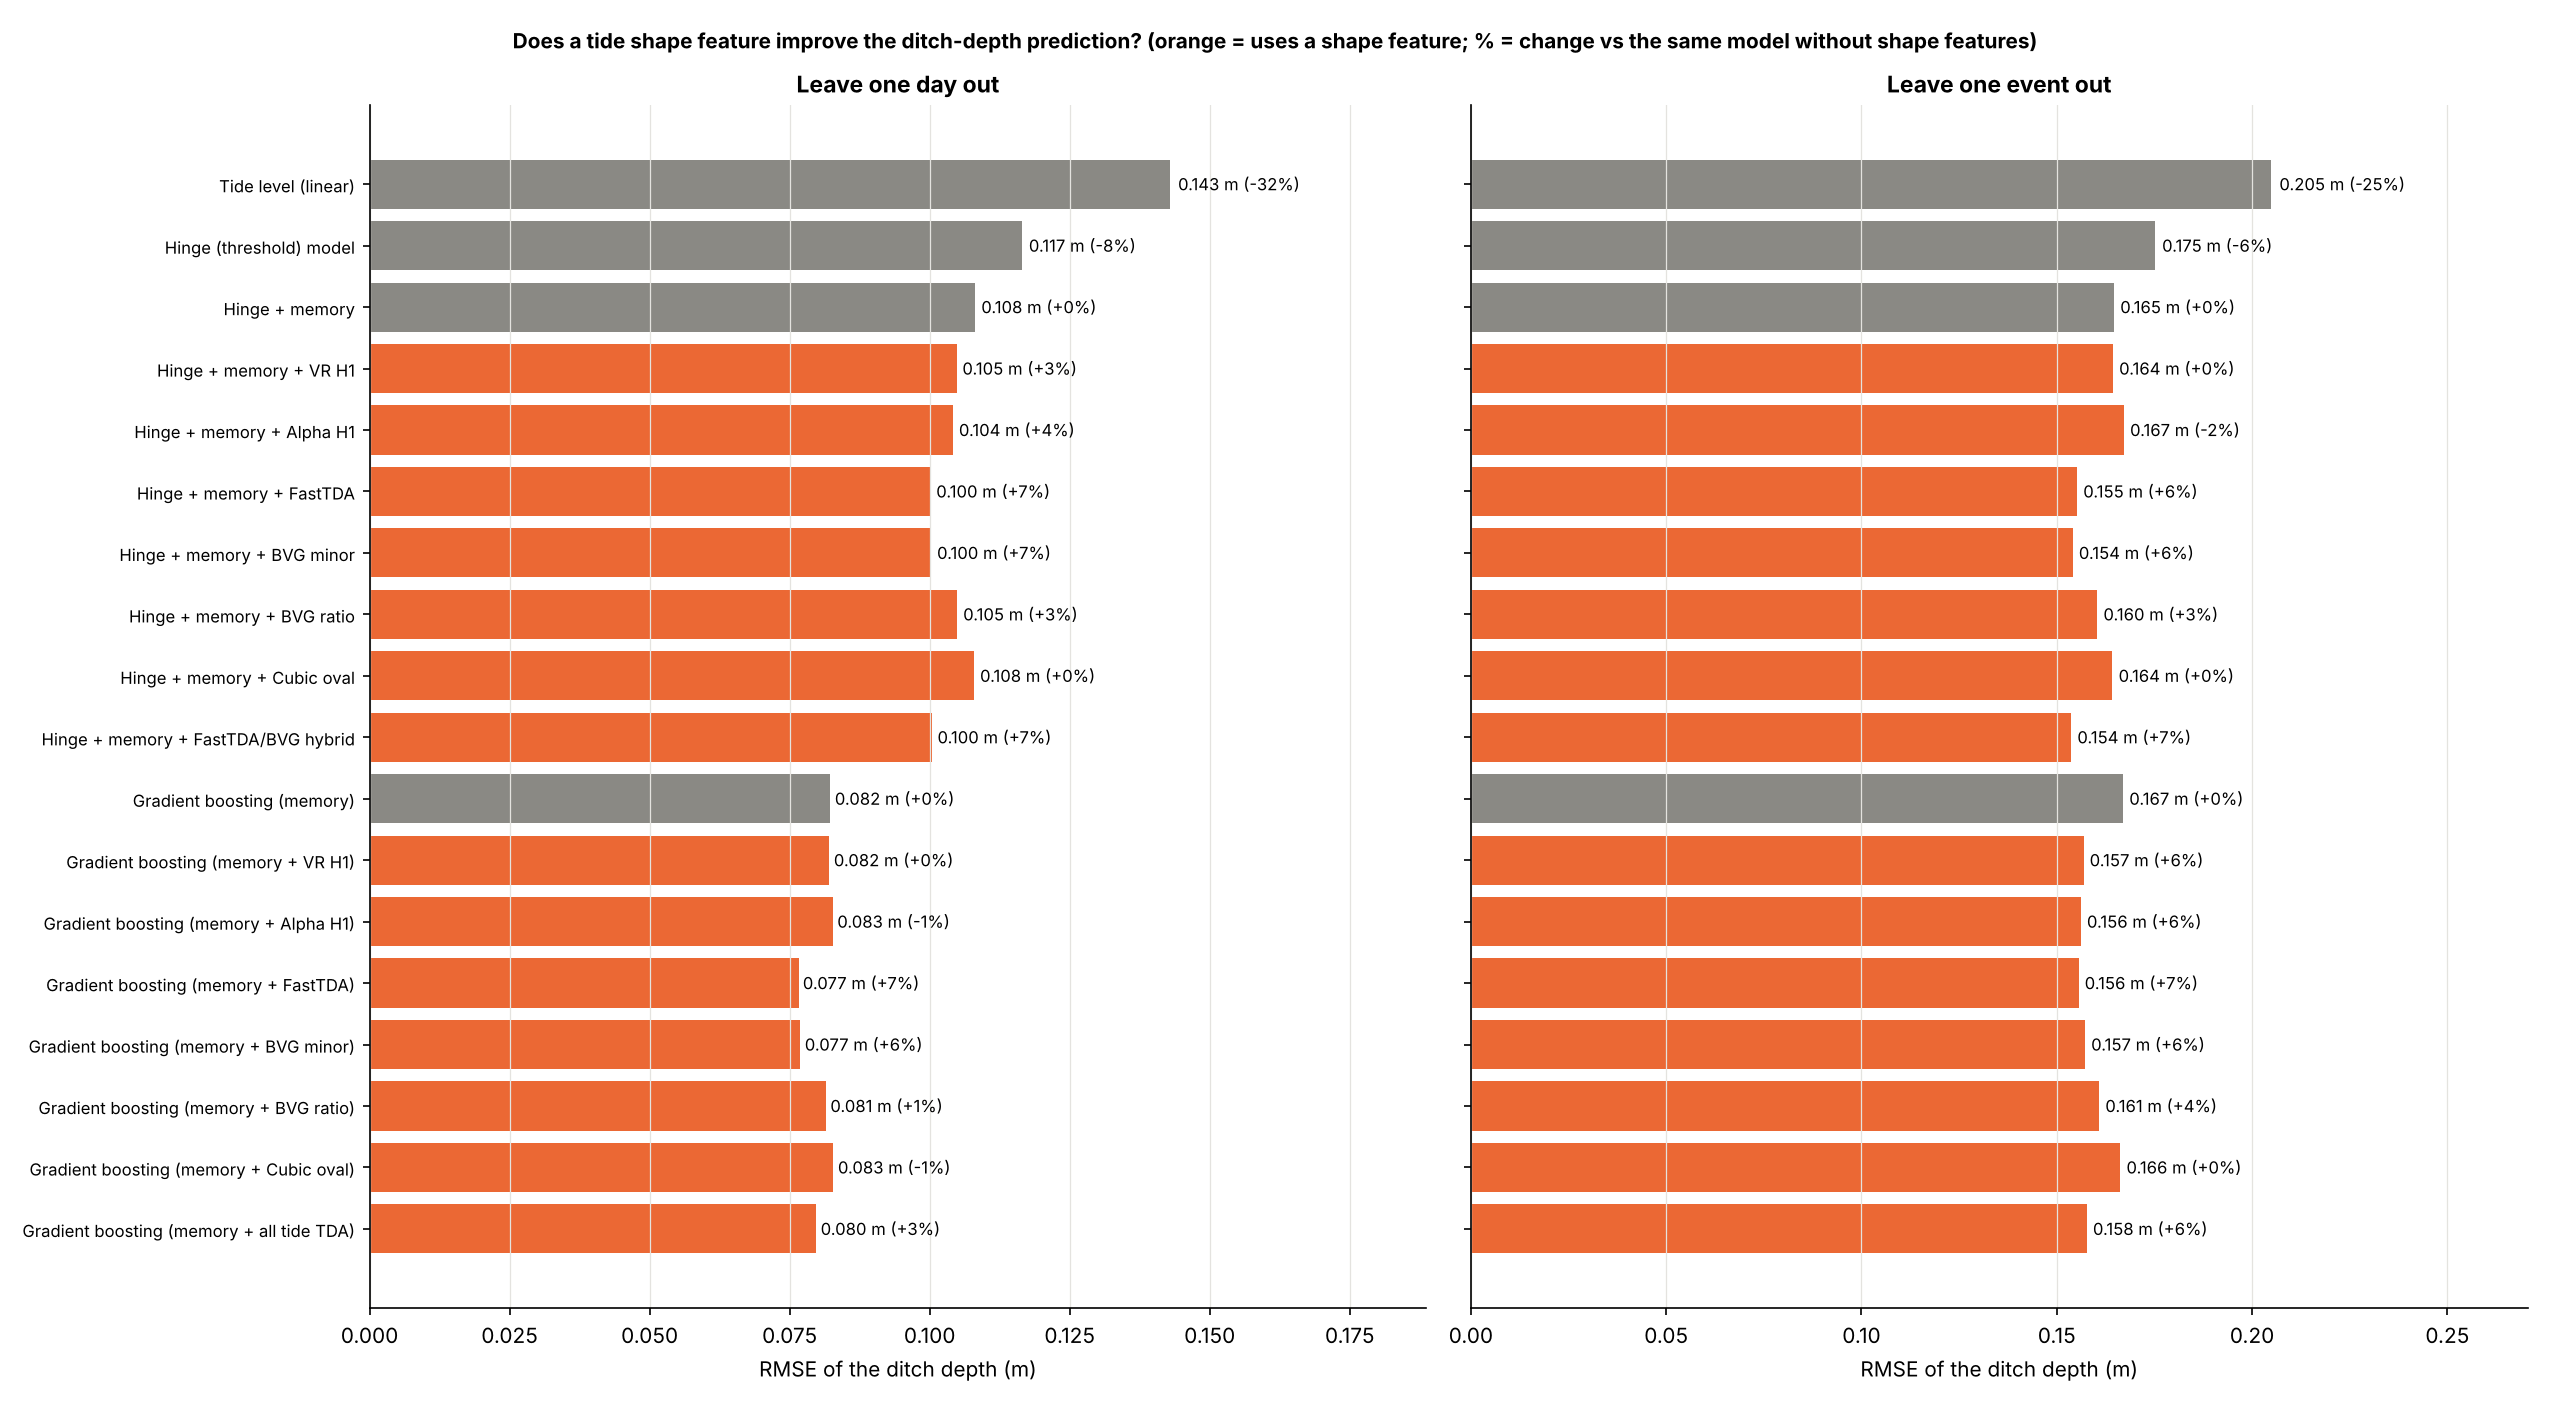 Does a tide shape feature improve the ditch-depth prediction? (orange = uses a shape feature; % = change vs the same model without shape features)
Leave one day out
Tide level (linear)
0.143 m (-32%)
Hinge (threshold) model
0.117 m (-8%)
Hinge + memory
0.108 m (+0%)
Hinge + memory + VR H1
0.105 m (+3%)
Hinge + memory + Alpha H1
0.104 m (+4%)
Hinge + memory + FastTDA
0.100 m (+7%)
Hinge + memory + BVG minor
0.100 m (+7%)
Hinge + memory + BVG ratio
0.105 m (+3%)
Hinge + memory + Cubic oval
0.108 m (+0%)
Hinge + memory + FastTDA/BVG hybrid
0.100 m (+7%)
Gradient boosting (memory)
0.082 m (+0%)
Gradient boosting (memory + VR H1)
0.082 m (+0%)
Gradient boosting (memory + Alpha H1)
0.083 m (-1%)
Gradient boosting (memory + FastTDA)
0.077 m (+7%)
Gradient boosting (memory + BVG minor)
0.077 m (+6%)
Gradient boosting (memory + BVG ratio)
0.081 m (+1%)
Gradient boosting (memory + Cubic oval)
0.083 m (-1%)
Gradient boosting (memory + all tide TDA)
0.080 m (+3%)
0.000 0.025 0.050 0.075 0.100 0.125 0.150 0.175
RMSE of the ditch depth (m)
Leave one event out
0.205 m (-25%)
0.175 m (-6%)
0.165 m (+0%)
0.164 m (+0%)
0.167 m (-2%)
0.155 m (+6%)
0.154 m (+6%)
0.160 m (+3%)
0.164 m (+0%)
0.154 m (+7%)
0.167 m (+0%)
0.157 m (+6%)
0.156 m (+6%)
0.156 m (+7%)
0.157 m (+6%)
0.161 m (+4%)
0.166 m (+0%)
0.158 m (+6%)
0.00 0.05 0.10 0.15 0.20 0.25
RMSE of the ditch depth (m)